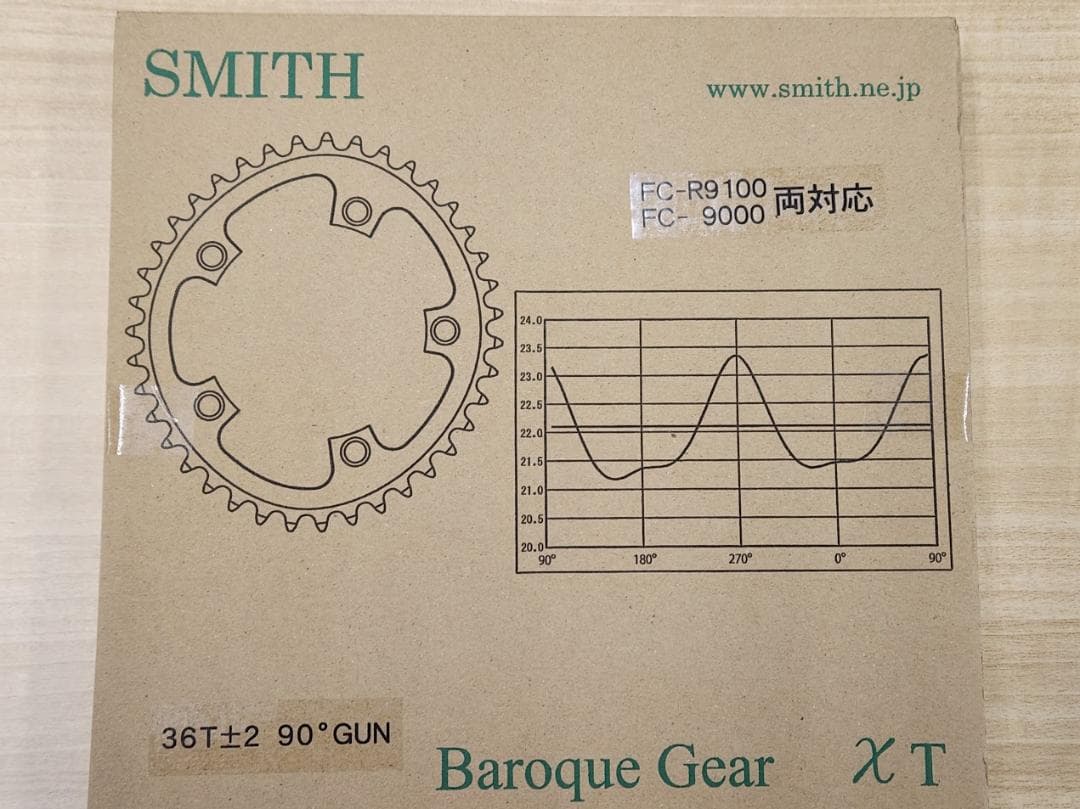 SMITH
www.smith.ne.jp
FC-R9100
FC- 9000 両対応
24.0
23.5
23.0
22.5
22.0
21.5
21.0
20.5
20.0
90° 180° 270° 0° 90°
36T±2 90°GUN
Baroque Gear χT